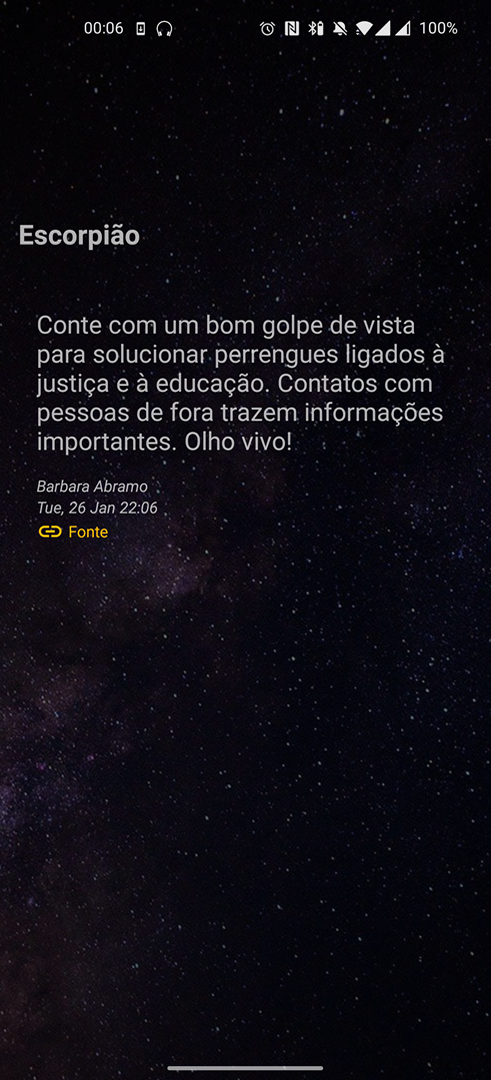 00:06 100%
Escorpião
Conte com um bom golpe de vista
para solucionar perrengues ligados à
justiça e à educação. Contatos com
pessoas de fora trazem informações
importantes. Olho vivo!
Barbara Abramo
Tue, 26 Jan 22:06
Fonte